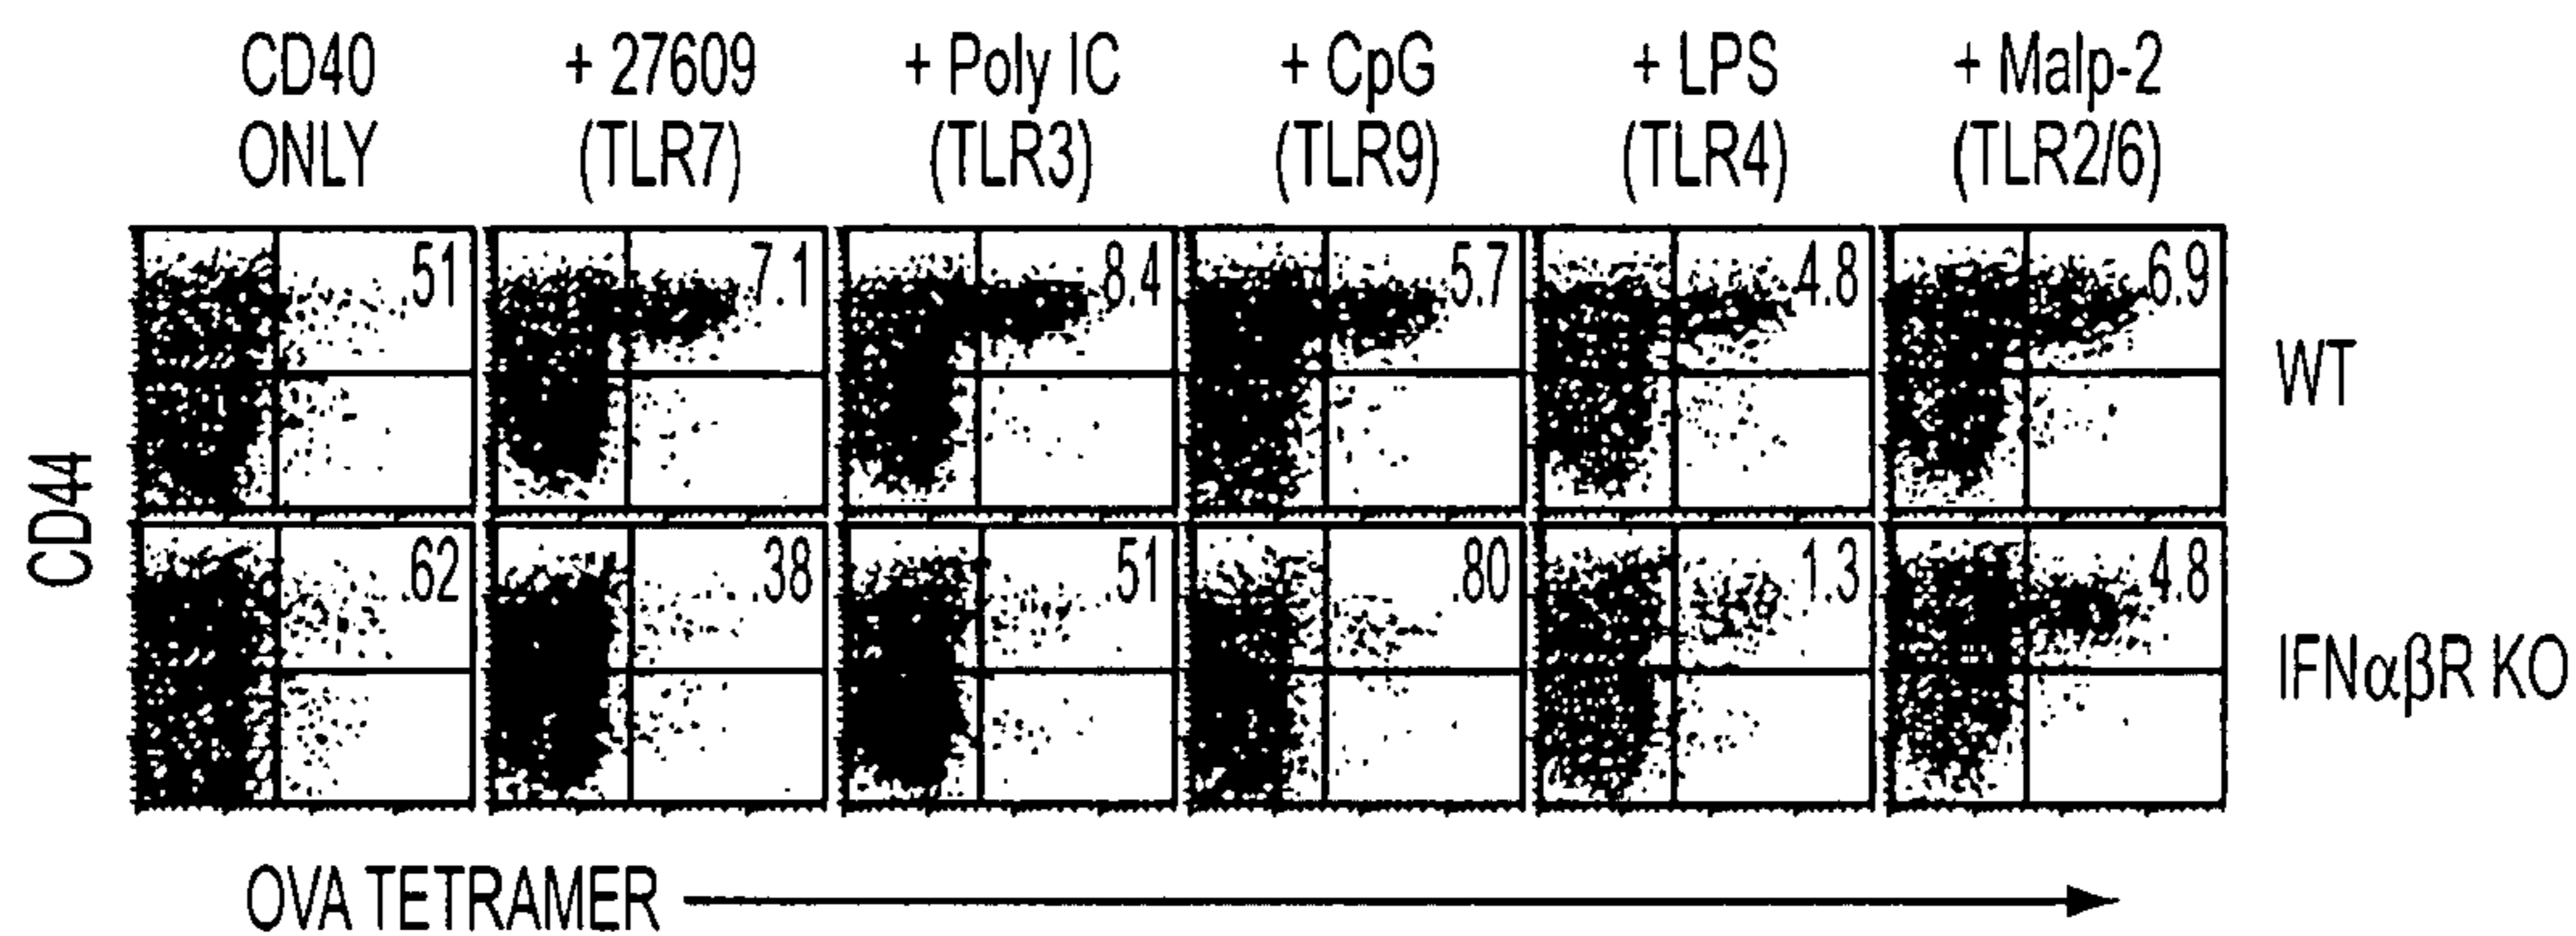 CD40 ONLY
+ 27609 (TLR7)
+ Poly IC (TLR3)
+ CpG (TLR9)
+ LPS (TLR4)
+ Malp-2 (TLR2/6)
.51
7.1
8.4
5.7
4.8
6.9
WT
CD44
.62
.38
.51
.80
1.3
4.8
IFNαβR KO
OVA TETRAMER